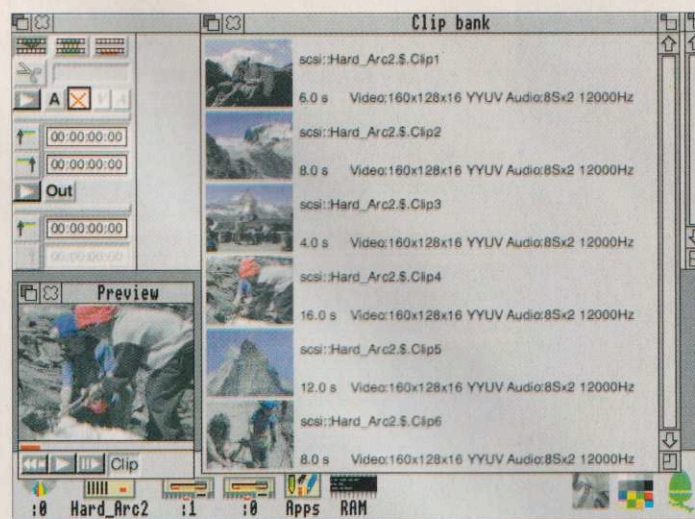 Clip bank
A V A
00:00:00:00
00:00:00:00
Out
00:00:00:00
00:00:00:00
Preview
Clip
scsi::Hard_Arc2.$.Clip1
6.0 s Video:160x128x16 YYUV Audio:8Sx2 12000Hz
scsi::Hard_Arc2.$.Clip2
8.0 s Video:160x128x16 YYUV Audio:8Sx2 12000Hz
scsi::Hard_Arc2.$.Clip3
4.0 s Video:160x128x16 YYUV Audio:8Sx2 12000Hz
scsi::Hard_Arc2.$.Clip4
16.0 s Video:160x128x16 YYUV Audio:8Sx2 12000Hz
scsi::Hard_Arc2.$.Clip5
12.0 s Video:160x128x16 YYUV Audio:8Sx2 12000Hz
scsi::Hard_Arc2.$.Clip6
8.0 s Video:160x128x16 YYUV Audio:8Sx2 12000Hz
:0 Hard_Arc2 :1 :0 Apps RAM